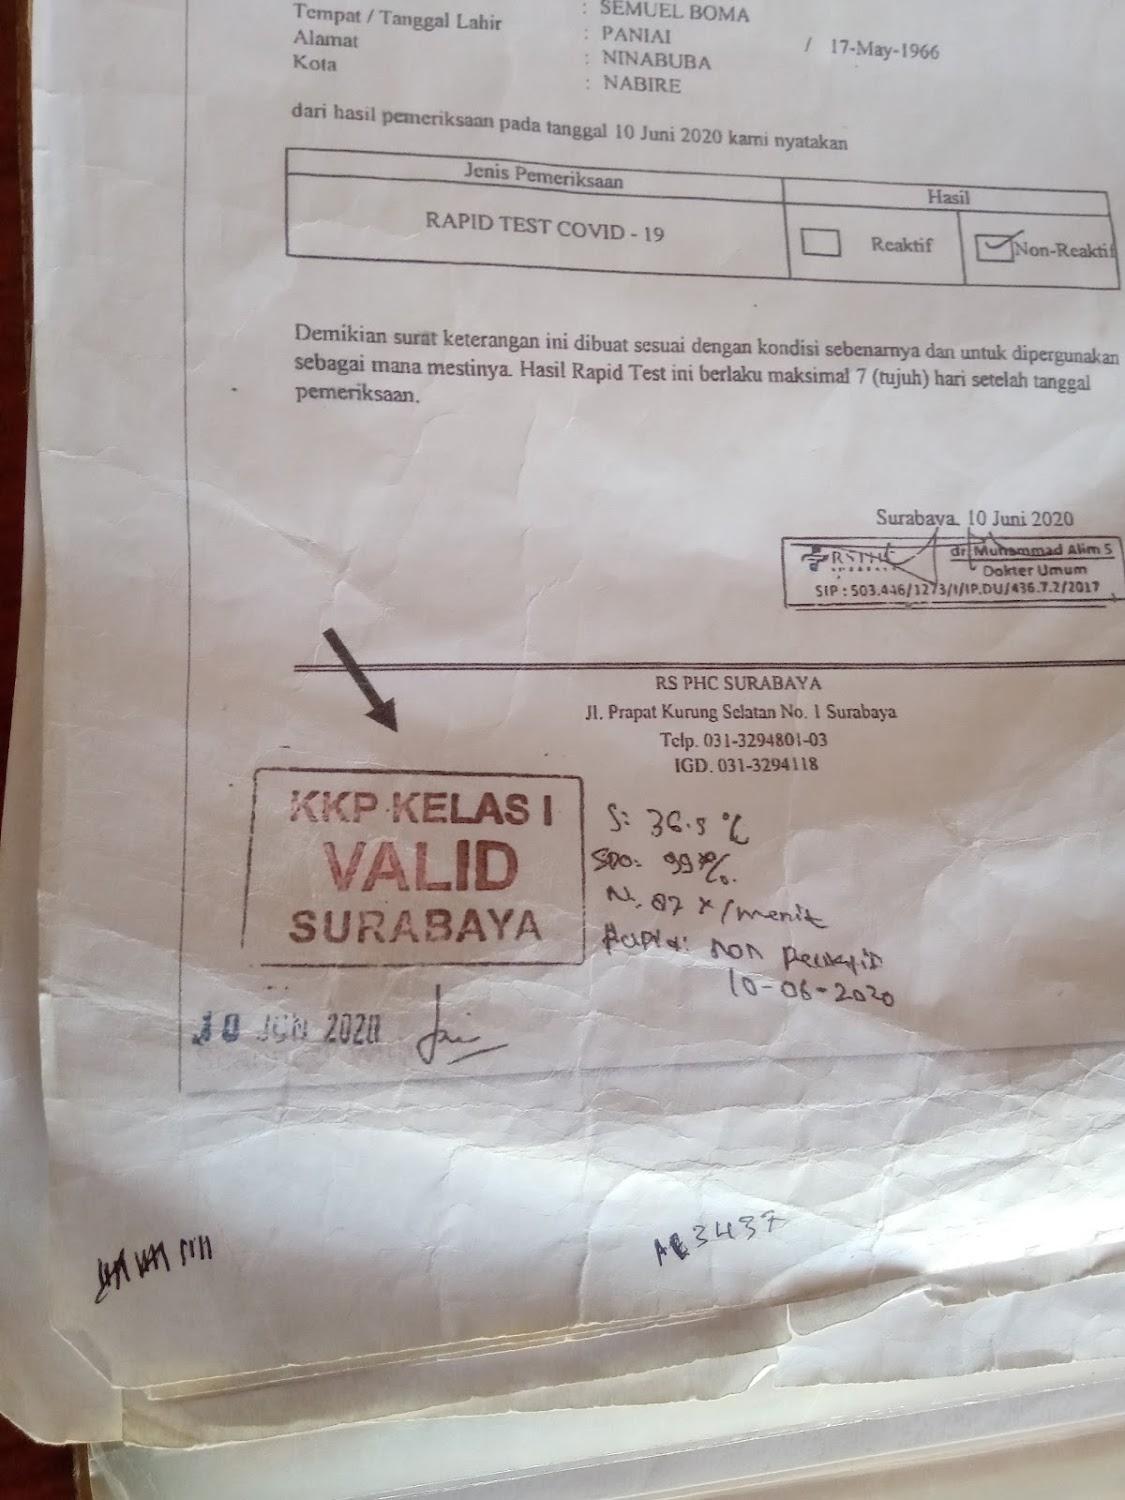 : SEMUEL BOMA
Tempat / Tanggal Lahir : PANIAI / 17-May-1966
Alamat : NINABUBA
Kota : NABIRE
dari hasil pemeriksaan pada tanggal 10 Juni 2020 kami nyatakan
Jenis Pemeriksaan Hasil
RAPID TEST COVID - 19 Reaktif Non-Reaktif
Demikian surat keterangan ini dibuat sesuai dengan kondisi sebenarnya dan untuk dipergunakan
sebagai mana mestinya. Hasil Rapid Test ini berlaku maksimal 7 (tujuh) hari setelah tanggal
pemeriksaan.
Surabaya, 10 Juni 2020
dr. Muhammad Alim S
Dokter Umum
SIP : 503.446/1273/I/IP.DU/436.7.2/2017
RS PHC SURABAYA
Jl. Prapat Kurung Selatan No. 1 Surabaya
Telp. 031-3294801-03
IGD. 031-3294118
KKP KELAS I
VALID
SURABAYA
S: 36.5 °C
SPO: 99 %.
N: 87 x/menit
Rapid: non
10-06-2020
10 JUN 2020
3437